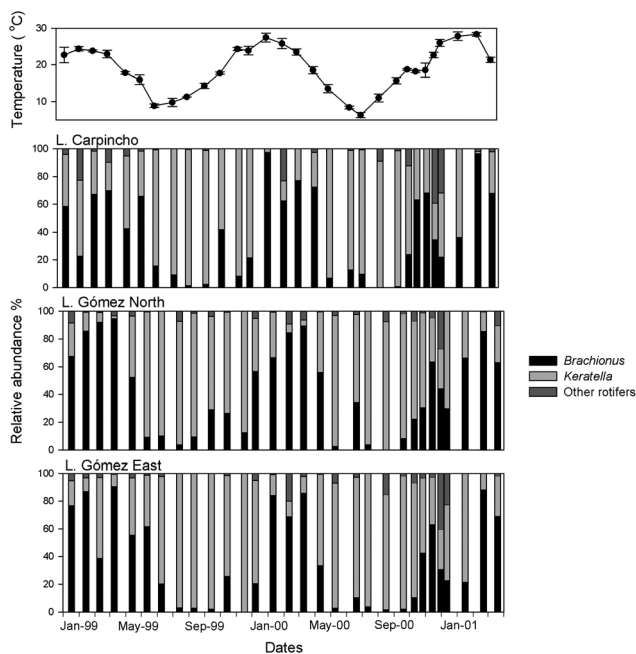 Temperature ( °C)
30
20
10
L. Carpincho
100
80
60
40
20
0
L. Gómez North
100
80
60
40
20
0
Relative abundance %
Brachionus
Keratella
Other rotifers
L. Gómez East
100
80
60
40
20
0
Jan-99 May-99 Sep-99 Jan-00 May-00 Sep-00 Jan-01
Dates